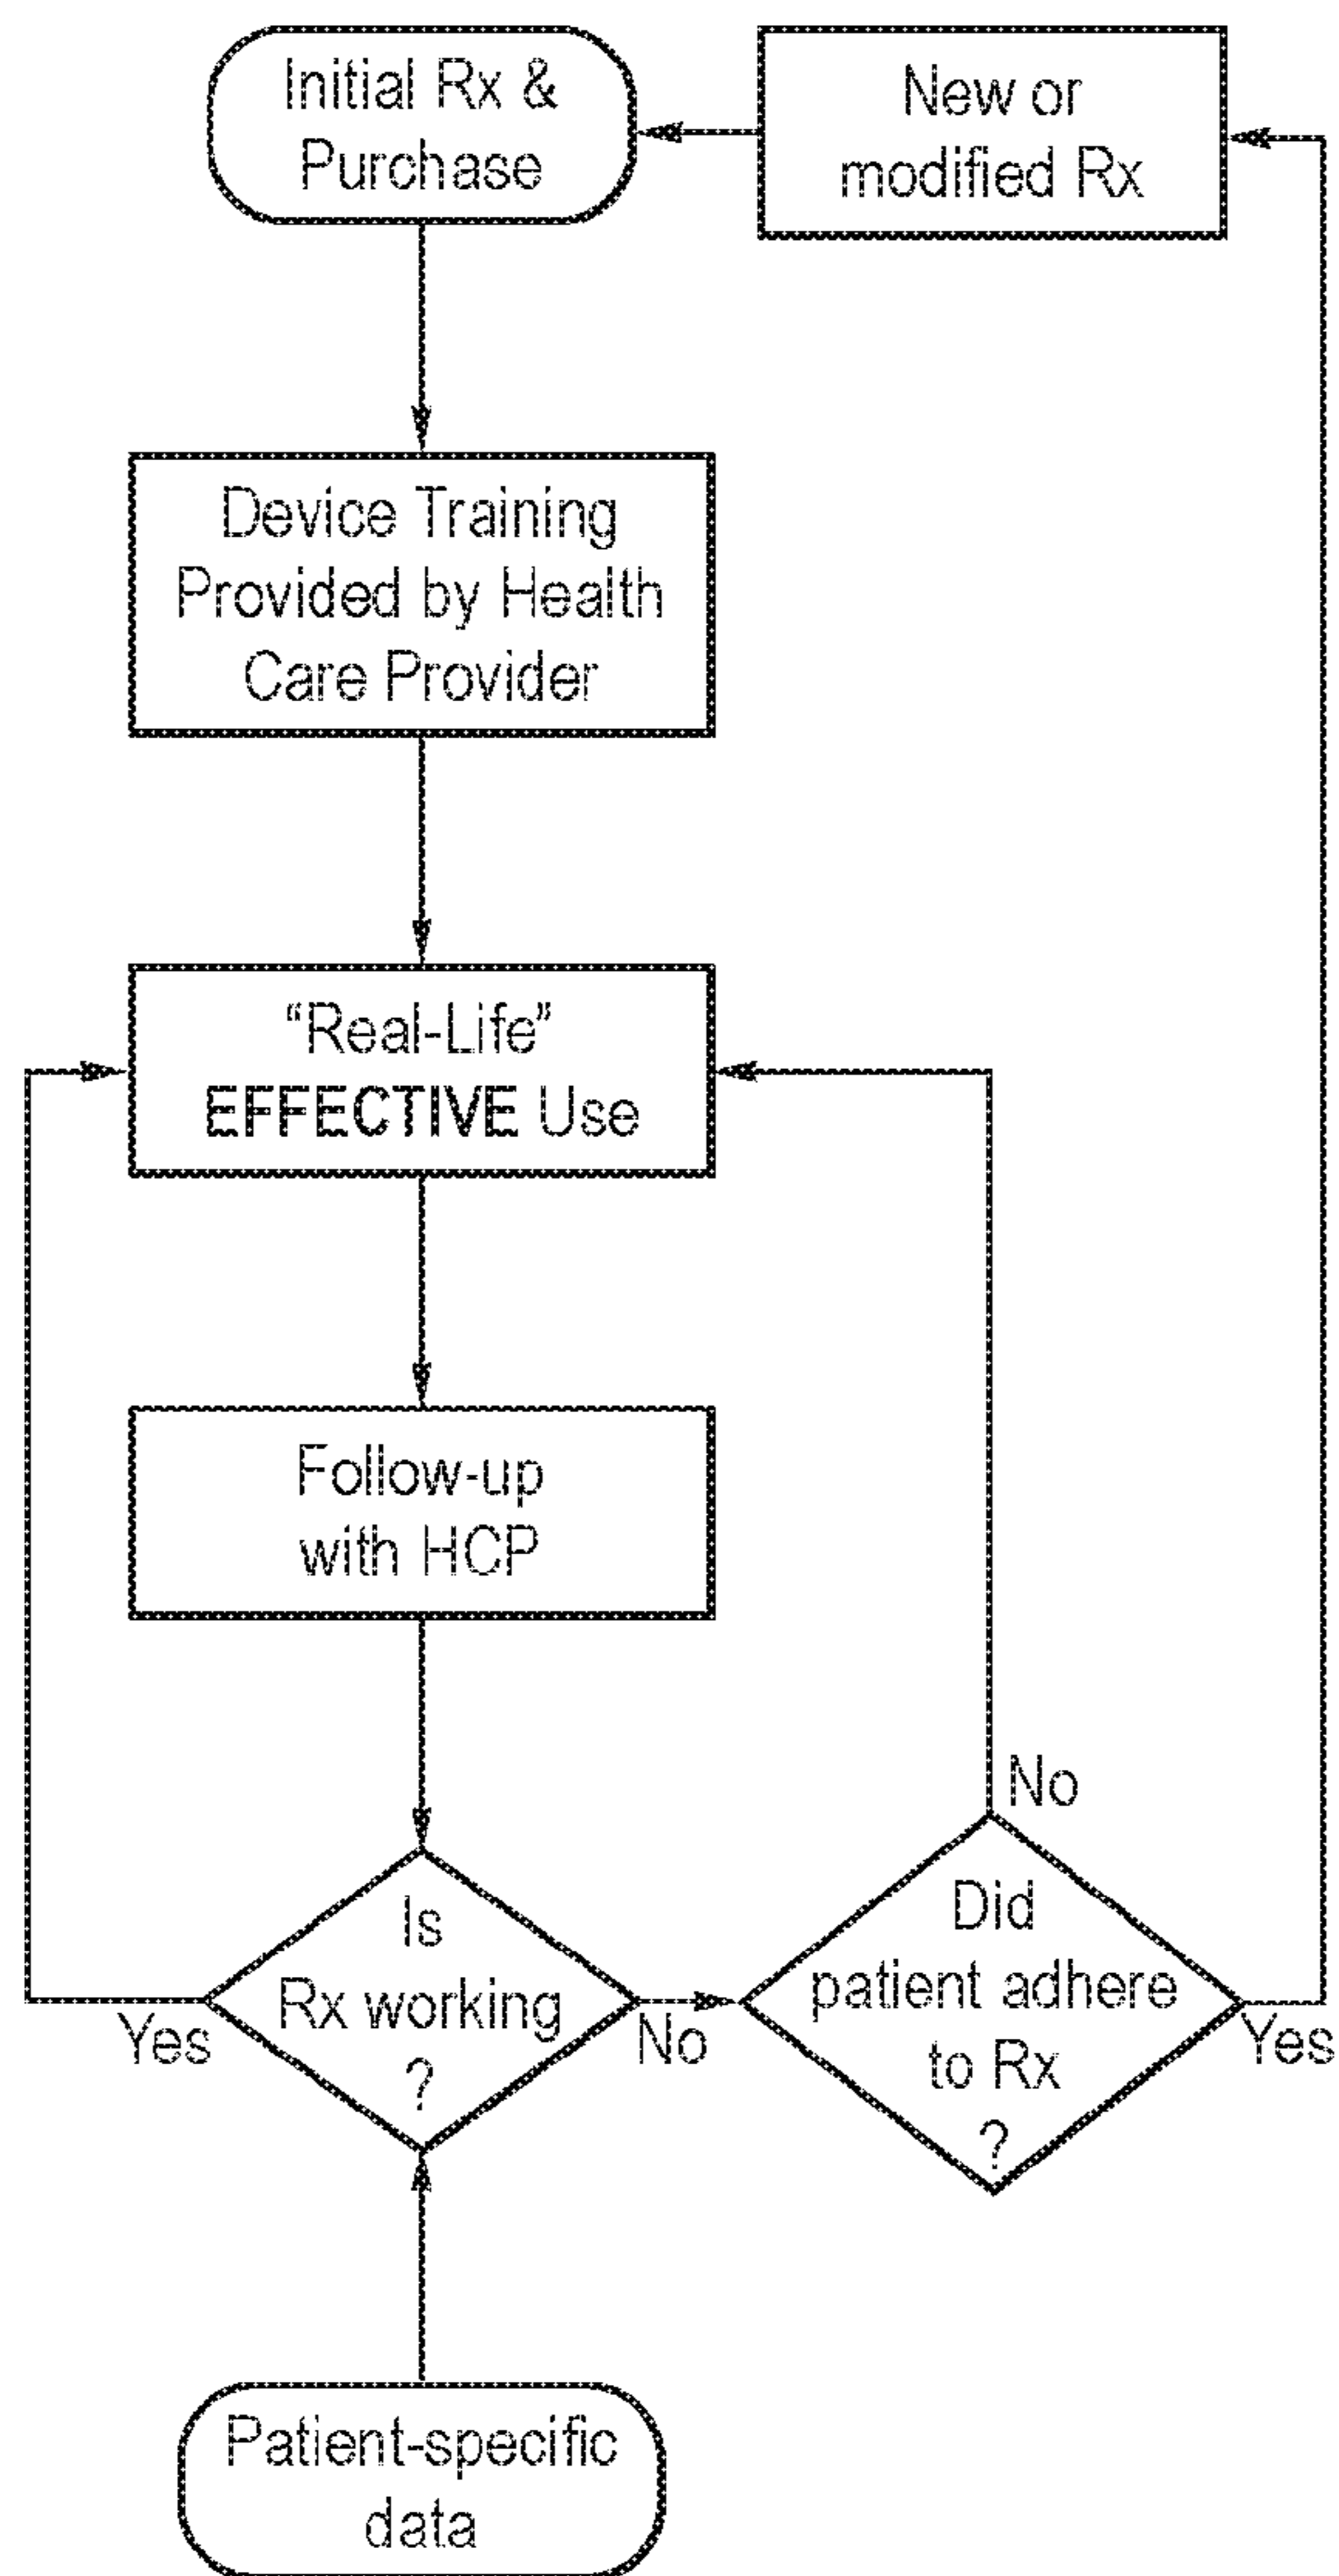 Initial Rx &
Purchase
New or
modified Rx
Device Training
Provided by Health
Care Provider
“Real-Life”
EFFECTIVE Use
Follow-up
with HCP
Is
Rx working
?
Yes
No
Did
patient adhere
to Rx
?
No
Yes
Patient-specific
data